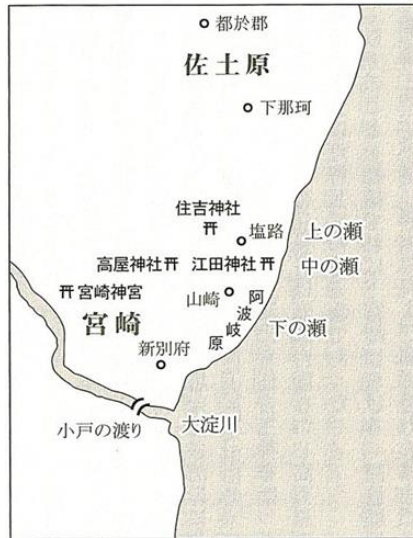 都於郡
佐土原
下那珂
住吉神社
塩路
上の瀬
高屋神社
江田神社
中の瀬
宮崎神宮
山崎
阿波岐原
宮崎
下の瀬
新別府
小戸の渡り
大淀川